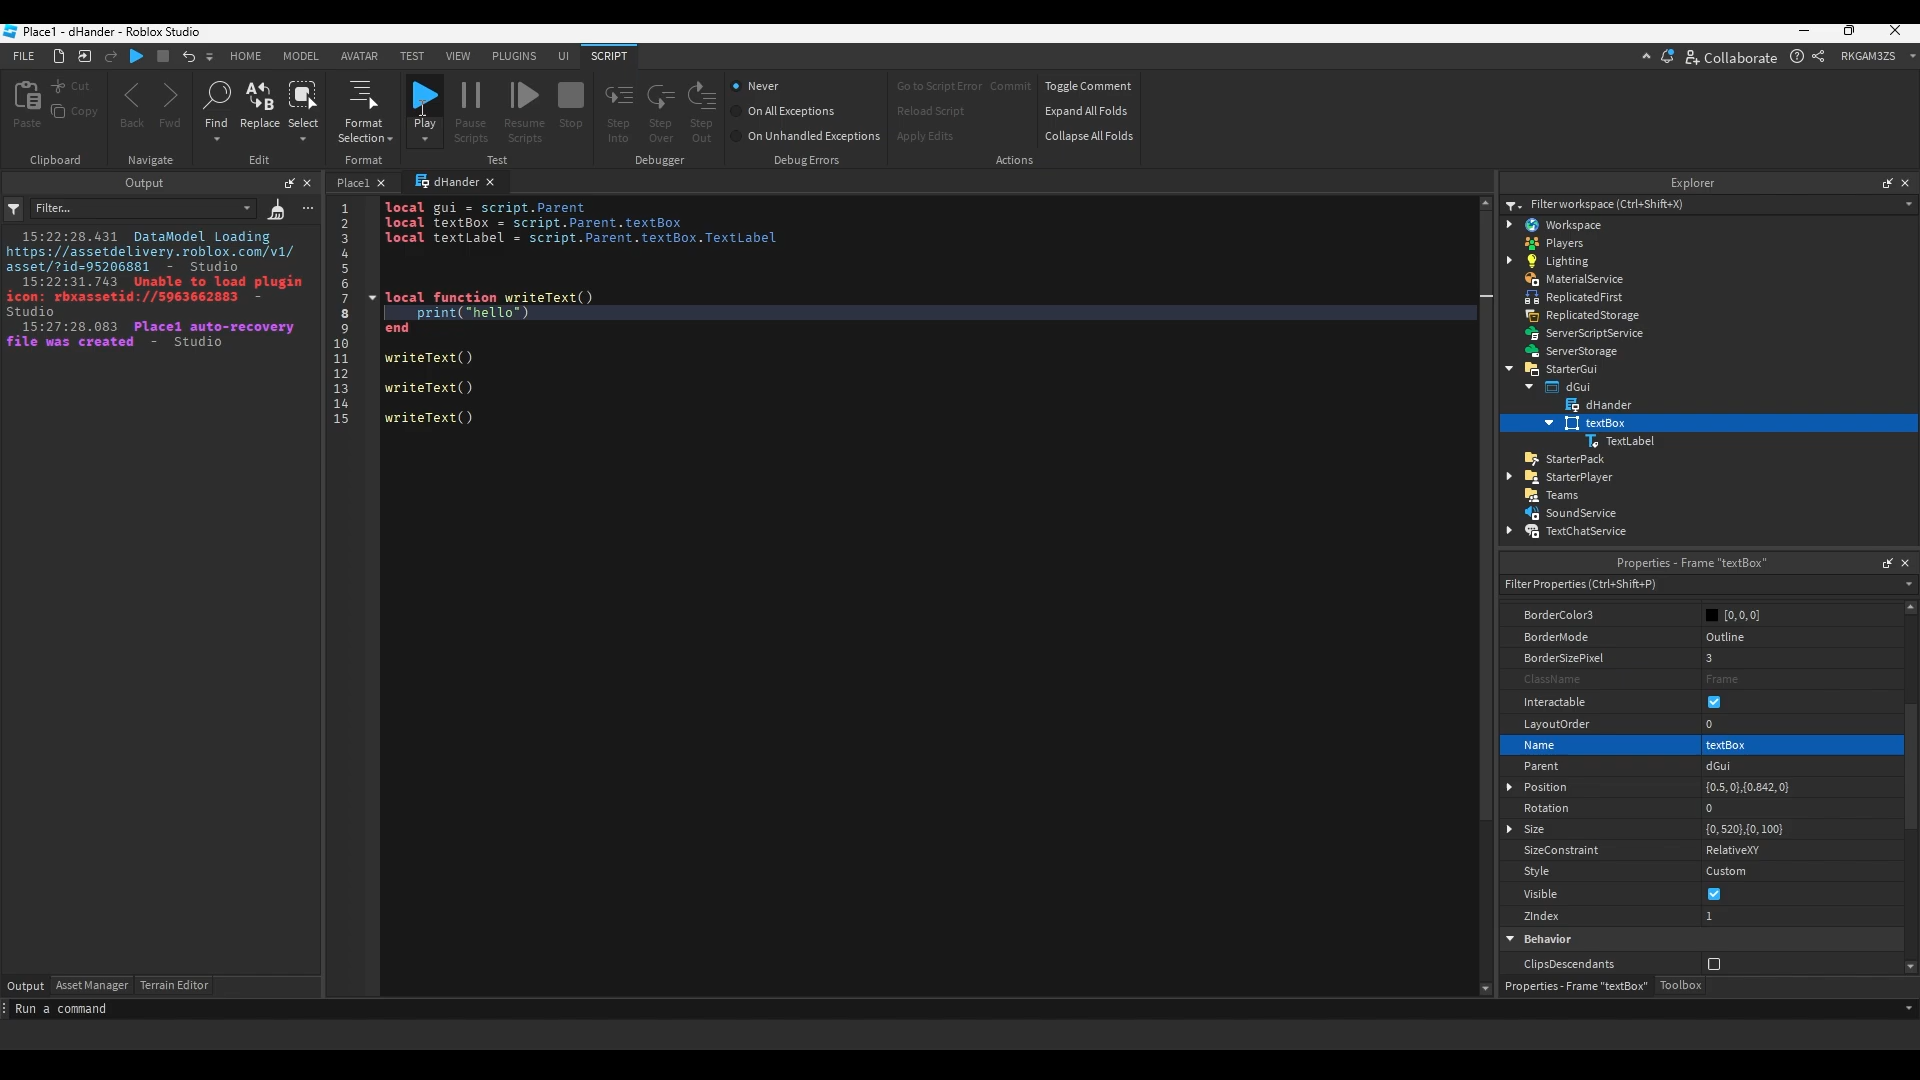 Place1 - dHander - Roblox Studio
FILE HOME MODEL AVATAR TEST VIEW PLUGINS UI SCRIPT Collaborate RKGAM3ZS
Paste Cut Copy
Clipboard
Back Fwd
Navigate
Find Replace Select
Edit
Format Selection
Format
Play Pause Scripts Resume Scripts Stop
Test
Step Into Step Over Step Out
Debugger
Never
On All Exceptions
On Unhandled Exceptions
Debug Errors
Go to Script Error Commit
Reload Script
Apply Edits
Toggle Comment
Expand All Folds
Collapse All Folds
Actions
Output
Filter...
15:22:28.431 DataModel Loading
https://assetdelivery.roblox.com/v1/
asset/?id=95206881 - Studio
15:22:31.743 Unable to load plugin
icon: rbxassetid://5963662883 -
Studio
15:27:28.083 Place1 auto-recovery
file was created - Studio
Output Asset Manager Terrain Editor
Place1 dHander
1 local gui = script.Parent
2 local textBox = script.Parent.textBox
3 local textLabel = script.Parent.textBox.TextLabel
4
5
6
7 local function writeText()
8 print("hello")
9 end
10
11 writeText()
12
13 writeText()
14
15 writeText()
Explorer
Filter workspace (Ctrl+Shift+X)
Workspace
Players
Lighting
MaterialService
ReplicatedFirst
ReplicatedStorage
ServerScriptService
ServerStorage
StarterGui
dGui
dHander
textBox
TextLabel
StarterPack
StarterPlayer
Teams
SoundService
TextChatService
Properties - Frame "textBox"
Filter Properties (Ctrl+Shift+P)
BorderColor3 [0, 0, 0]
BorderMode Outline
BorderSizePixel 3
ClassName Frame
Interactable
LayoutOrder 0
Name textBox
Parent dGui
Position {0.5, 0},{0.842, 0}
Rotation 0
Size {0, 520},{0, 100}
SizeConstraint RelativeXY
Style Custom
Visible
ZIndex 1
Behavior
ClipsDescendants
Properties - Frame "textBox" Toolbox
Run a command